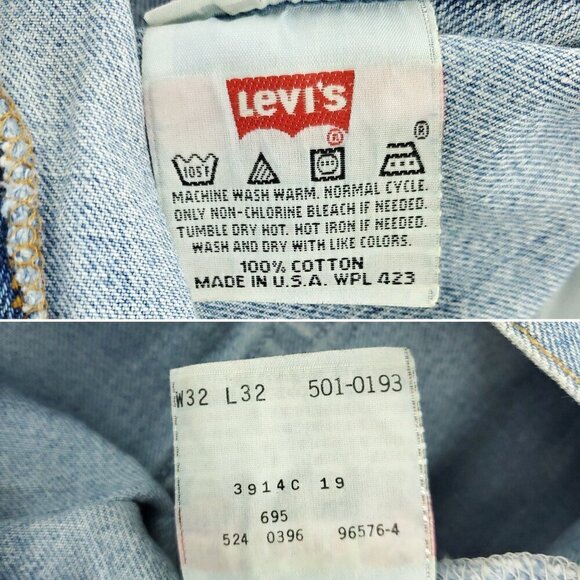 Levi's
®
®
105F
MACHINE WASH WARM. NORMAL CYCLE.
ONLY NON-CHLORINE BLEACH IF NEEDED.
TUMBLE DRY HOT. HOT IRON IF NEEDED.
WASH AND DRY WITH LIKE COLORS.
100% COTTON
MADE IN U.S.A. WPL 423
W32 L32 501-0193
3914C 19
695
524 0396 96576-4